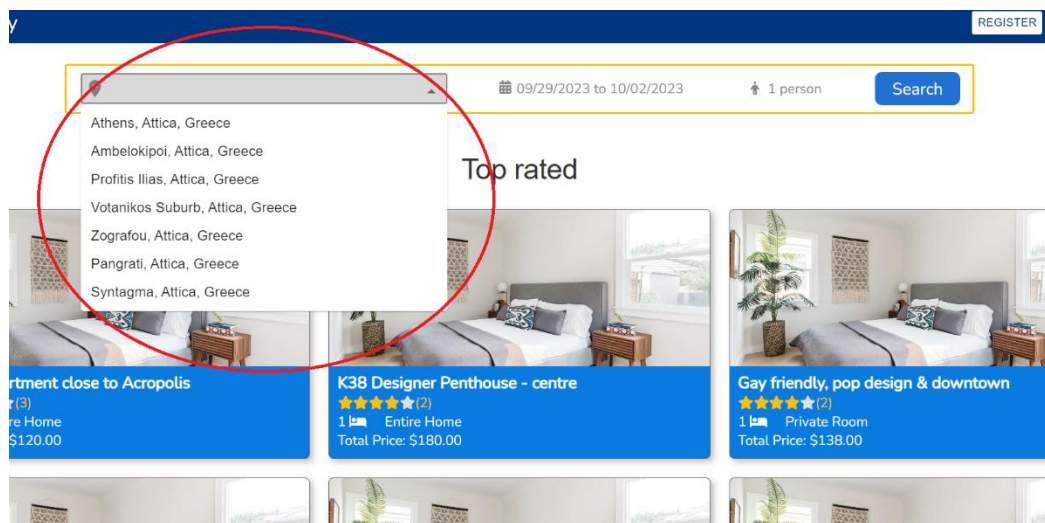 y
REGISTER
09/29/2023 to 10/02/2023
1 person
Search
Athens, Attica, Greece
Ambelokipoi, Attica, Greece
Profitis Ilias, Attica, Greece
Votanikos Suburb, Attica, Greece
Zografou, Attica, Greece
Pangrati, Attica, Greece
Syntagma, Attica, Greece
Top rated
rtment close to Acropolis
(3)
re Home
$120.00
K38 Designer Penthouse - centre
(2)
1 Entire Home
Total Price: $180.00
Gay friendly, pop design & downtown
(2)
1 Private Room
Total Price: $138.00